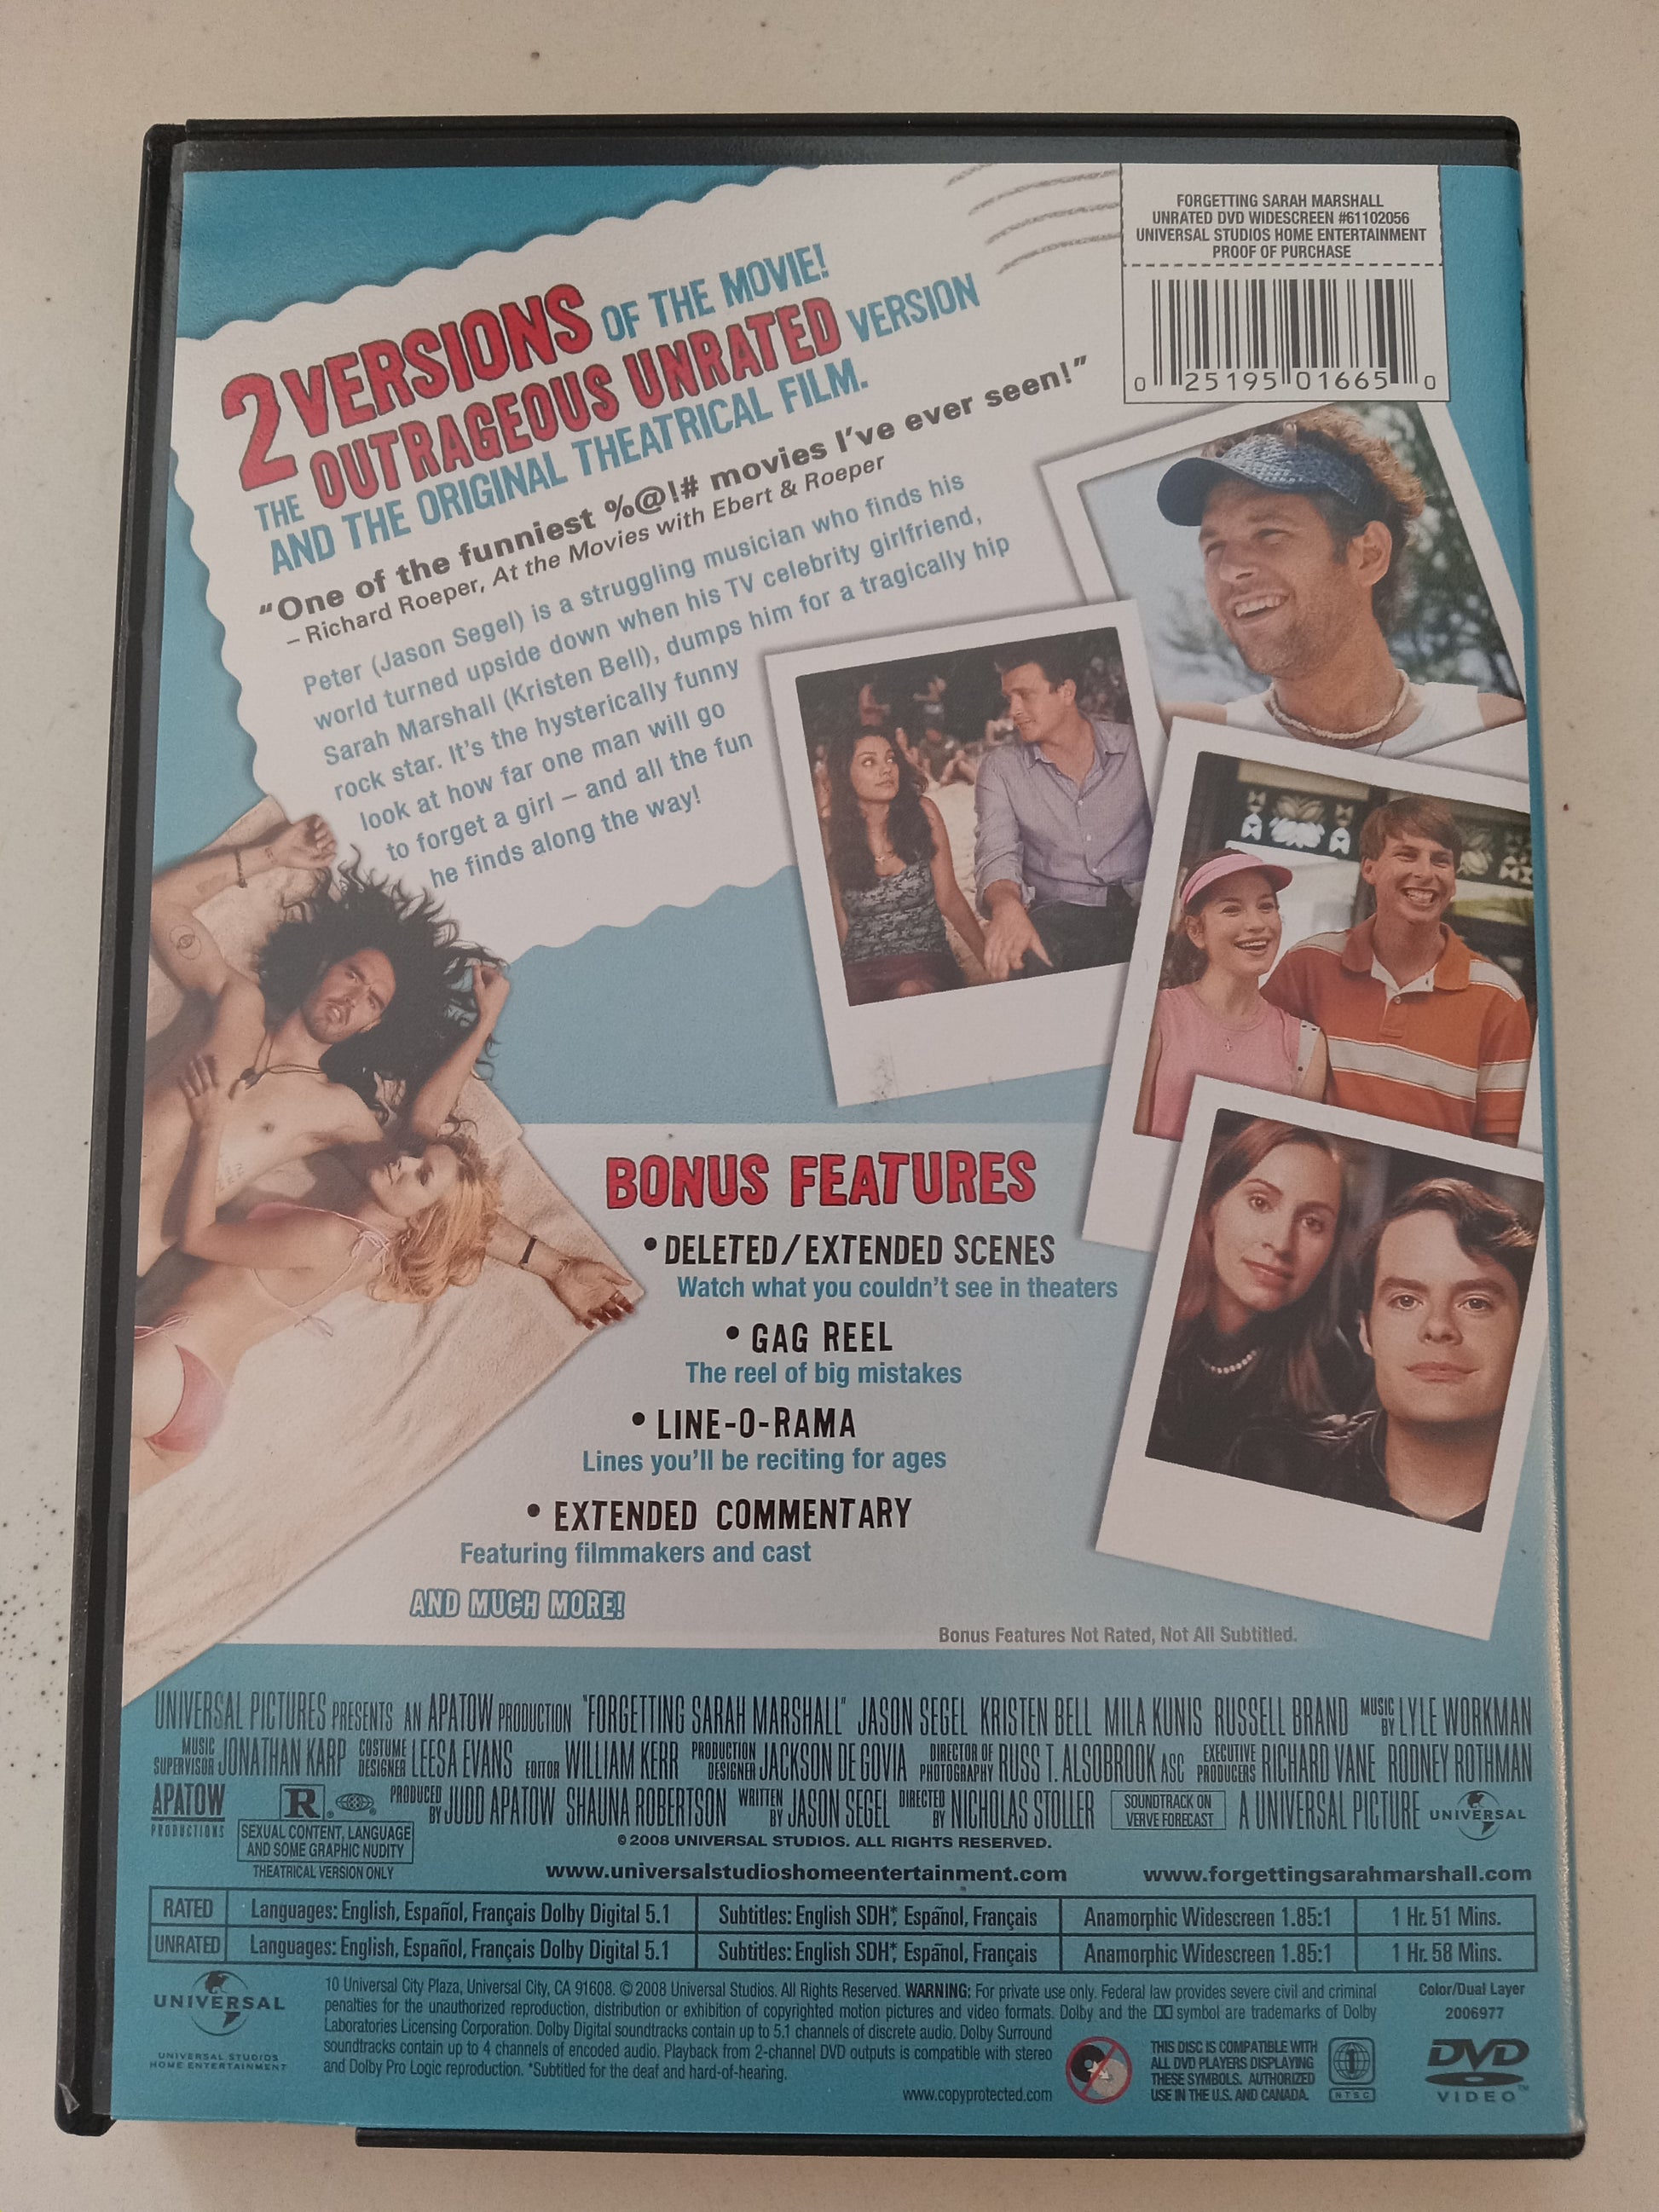 FORGETTING SARAH MARSHALL
UNRATED DVD WIDESCREEN #61102056
UNIVERSAL STUDIOS HOME ENTERTAINMENT
PROOF OF PURCHASE
0 25195 01665 0
2 VERSIONS OF THE MOVIE!
THE OUTRAGEOUS UNRATED VERSION
AND THE ORIGINAL THEATRICAL FILM.
"One of the funniest %@!# movies I've ever seen!"
– Richard Roeper, At the Movies with Ebert & Roeper
Peter (Jason Segel) is a struggling musician who finds his
world turned upside down when his TV celebrity girlfriend,
Sarah Marshall (Kristen Bell), dumps him for a tragically hip
rock star. It's the hysterically funny
look at how far one man will go
to forget a girl – and all the fun
he finds along the way!
BONUS FEATURES
• DELETED/EXTENDED SCENES
Watch what you couldn't see in theaters
• GAG REEL
The reel of big mistakes
• LINE-O-RAMA
Lines you'll be reciting for ages
• EXTENDED COMMENTARY
Featuring filmmakers and cast
AND MUCH MORE!
Bonus Features Not Rated, Not All Subtitled.
UNIVERSAL PICTURES PRESENTS AN APATOW PRODUCTION "FORGETTING SARAH MARSHALL" JASON SEGEL KRISTEN BELL MILA KUNIS RUSSELL BRAND MUSIC BY LYLE WORKMAN
MUSIC SUPERVISOR JONATHAN KARP COSTUME DESIGNER LEESA EVANS EDITOR WILLIAM KERR PRODUCTION DESIGNER JACKSON DE GOVIA DIRECTOR OF PHOTOGRAPHY RUSS T. ALSOBROOK ASC EXECUTIVE PRODUCERS RICHARD VANE RODNEY ROTHMAN
APATOW PRODUCTIONS R PRODUCED BY JUDD APATOW SHAUNA ROBERTSON WRITTEN BY JASON SEGEL DIRECTED BY NICHOLAS STOLLER SOUNDTRACK ON VERVE FORECAST A UNIVERSAL PICTURE UNIVERSAL
SEXUAL CONTENT, LANGUAGE
AND SOME GRAPHIC NUDITY
THEATRICAL VERSION ONLY
©2008 UNIVERSAL STUDIOS. ALL RIGHTS RESERVED.
www.universalstudioshomeentertainment.com www.forgettingsarahmarshall.com
RATED Languages: English, Español, Français Dolby Digital 5.1 Subtitles: English SDH*, Español, Français Anamorphic Widescreen 1.85:1 1 Hr. 51 Mins.
UNRATED Languages: English, Español, Français Dolby Digital 5.1 Subtitles: English SDH*, Español, Français Anamorphic Widescreen 1.85:1 1 Hr. 58 Mins.
UNIVERSAL
UNIVERSAL STUDIOS
HOME ENTERTAINMENT
10 Universal City Plaza, Universal City, CA 91608. © 2008 Universal Studios. All Rights Reserved. WARNING: For private use only. Federal law provides severe civil and criminal
penalties for the unauthorized reproduction, distribution or exhibition of copyrighted motion pictures and video formats. Dolby and the DD symbol are trademarks of Dolby
Laboratories Licensing Corporation. Dolby Digital soundtracks contain up to 5.1 channels of discrete audio. Dolby Surround
soundtracks contain up to 4 channels of encoded audio. Playback from 2-channel DVD outputs is compatible with stereo
and Dolby Pro Logic reproduction. *Subtitled for the deaf and hard-of-hearing.
www.copyprotected.com
THIS DISC IS COMPATIBLE WITH
ALL DVD PLAYERS DISPLAYING
THESE SYMBOLS. AUTHORIZED
USE IN THE U.S. AND CANADA.
1
NTSC
Color/Dual Layer
2006977
DVD
VIDEO™